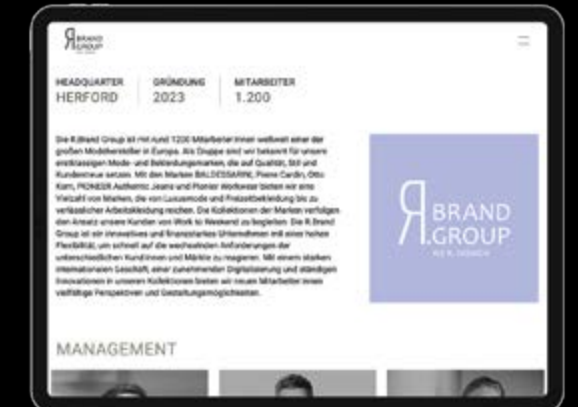 BRAND
.GROUP
HEADQUARTER GRÜNDUNG MITARBEITER
HERFORD 2023 1.200
Die R.Brand Group ist mit rund 1200 Mitarbeiter:innen weltweit einer der
großen Modehersteller in Europa. Als Gruppe sind wir bekannt für unsere
erstklassigen Mode- und Bekleidungsmarken, die auf Qualität, Stil und
Kundentreue setzen. Mit den Marken BALDESSARINI, Pierre Cardin, Otto
Kern, PIONEER Authentic Jeans und Pionier Workwear bieten wir eine
Vielzahl von Marken, die von Luxusmode und Freizeitbekleidung bis zu
verlässlicher Arbeitskleidung reichen. Die Kollektionen der Marken verfolgen
den Ansatz unsere Kunden von Work to Weekend zu begleiten. Die R.Brand
Group ist ein innovatives und finanzstarkes Unternehmen mit einer hohen
Flexibilität, um schnell auf die wechselnden Anforderungen der
unterschiedlichen Kund:innen und Märkte zu reagieren. Mit einem starken
internationalen Geschäft, einer zunehmenden Digitalisierung und ständigen
Innovationen in unseren Kollektionen bieten wir neuen Mitarbeiter:innen
vielfältige Perspektiven und Gestaltungsmöglichkeiten.
R BRAND
.GROUP
MANAGEMENT